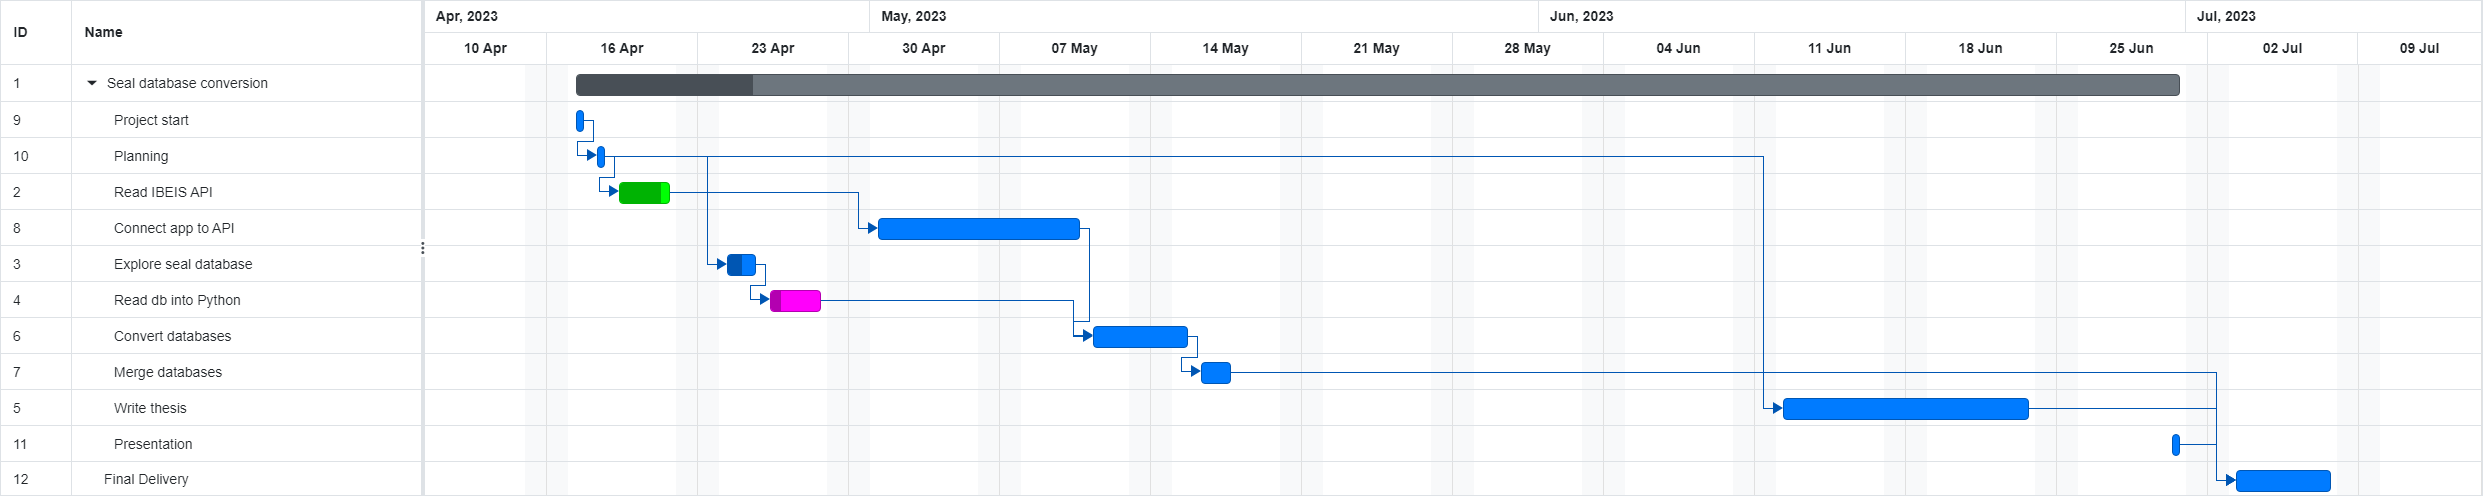 ID Name Apr, 2023 May, 2023 Jun, 2023 Jul, 2023
10 Apr 16 Apr 23 Apr 30 Apr 07 May 14 May 21 May 28 May 04 Jun 11 Jun 18 Jun 25 Jun 02 Jul 09 Jul
1 Seal database conversion
9 Project start
10 Planning
2 Read IBEIS API
8 Connect app to API
3 Explore seal database
4 Read db into Python
6 Convert databases
7 Merge databases
5 Write thesis
11 Presentation
12 Final Delivery